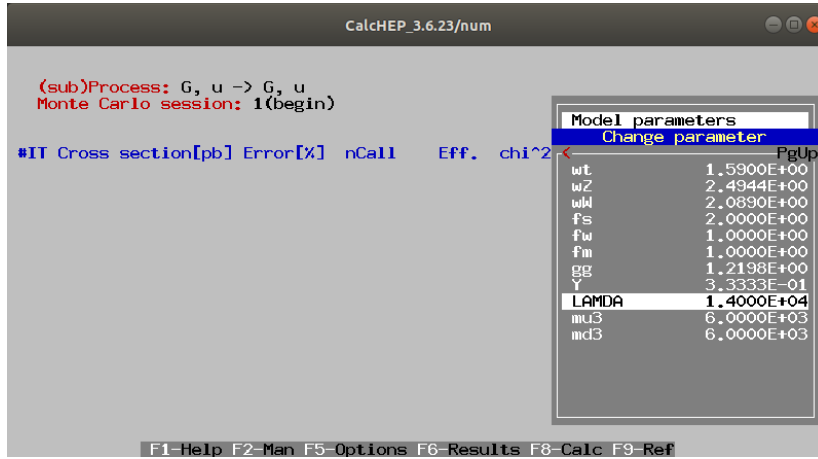 CalcHEP_3.6.23/num
(sub)Process: G, u -> G, u
Monte Carlo session: 1(begin)
#IT Cross section[pb] Error[%] nCall Eff. chi^2
Model parameters
Change parameter
< PgUp
wt 1.5900E+00
wZ 2.4944E+00
wW 2.0890E+00
fs 2.0000E+00
fw 1.0000E+00
fm 1.0000E+00
gg 1.2198E+00
Y 3.3333E-01
LAMDA 1.4000E+04
mu3 6.0000E+03
md3 6.0000E+03
F1-Help F2-Man F5-Options F6-Results F8-Calc F9-Ref